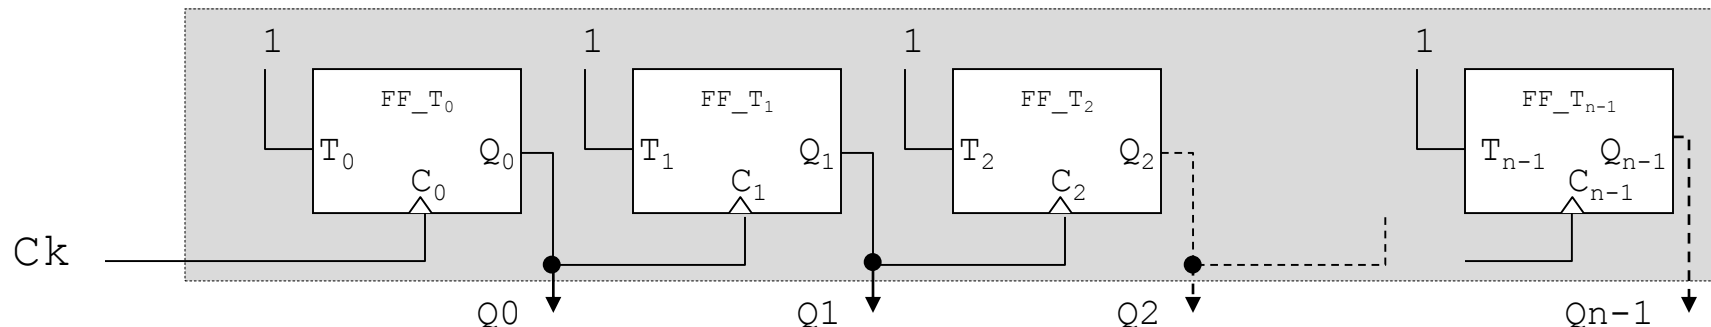 1 1 1 1
FF_T₀ FF_T₁ FF_T₂ FF_Tₙ₋₁
T₀ Q₀ T₁ Q₁ T₂ Q₂ Tₙ₋₁ Qₙ₋₁
C₀ C₁ C₂ Cₙ₋₁
Ck
Q0 Q1 Q2 Qn-1